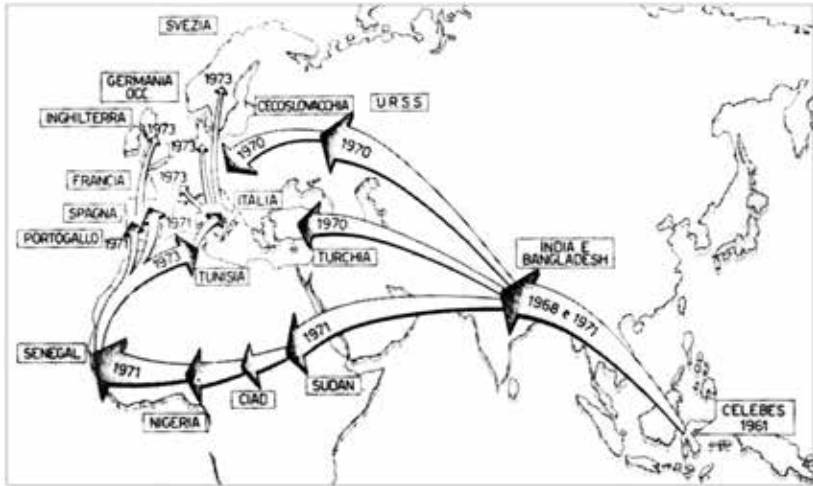 SVEZIA
GERMANIA
OCC.
1973
CECOSLOVACCHIA
U R S S
INGHILTERRA
1973
1973
1970
1970
FRANCIA
1973
ITALIA
SPAGNA
1971
1970
PORTOGALLO
1971
1973
TUNISIA
TURCHIA
INDIA E
BANGLADESH
1968 e 1971
1971
SENEGAL
1971
SUDAN
CIAD
NIGERIA
CELEBES
1961